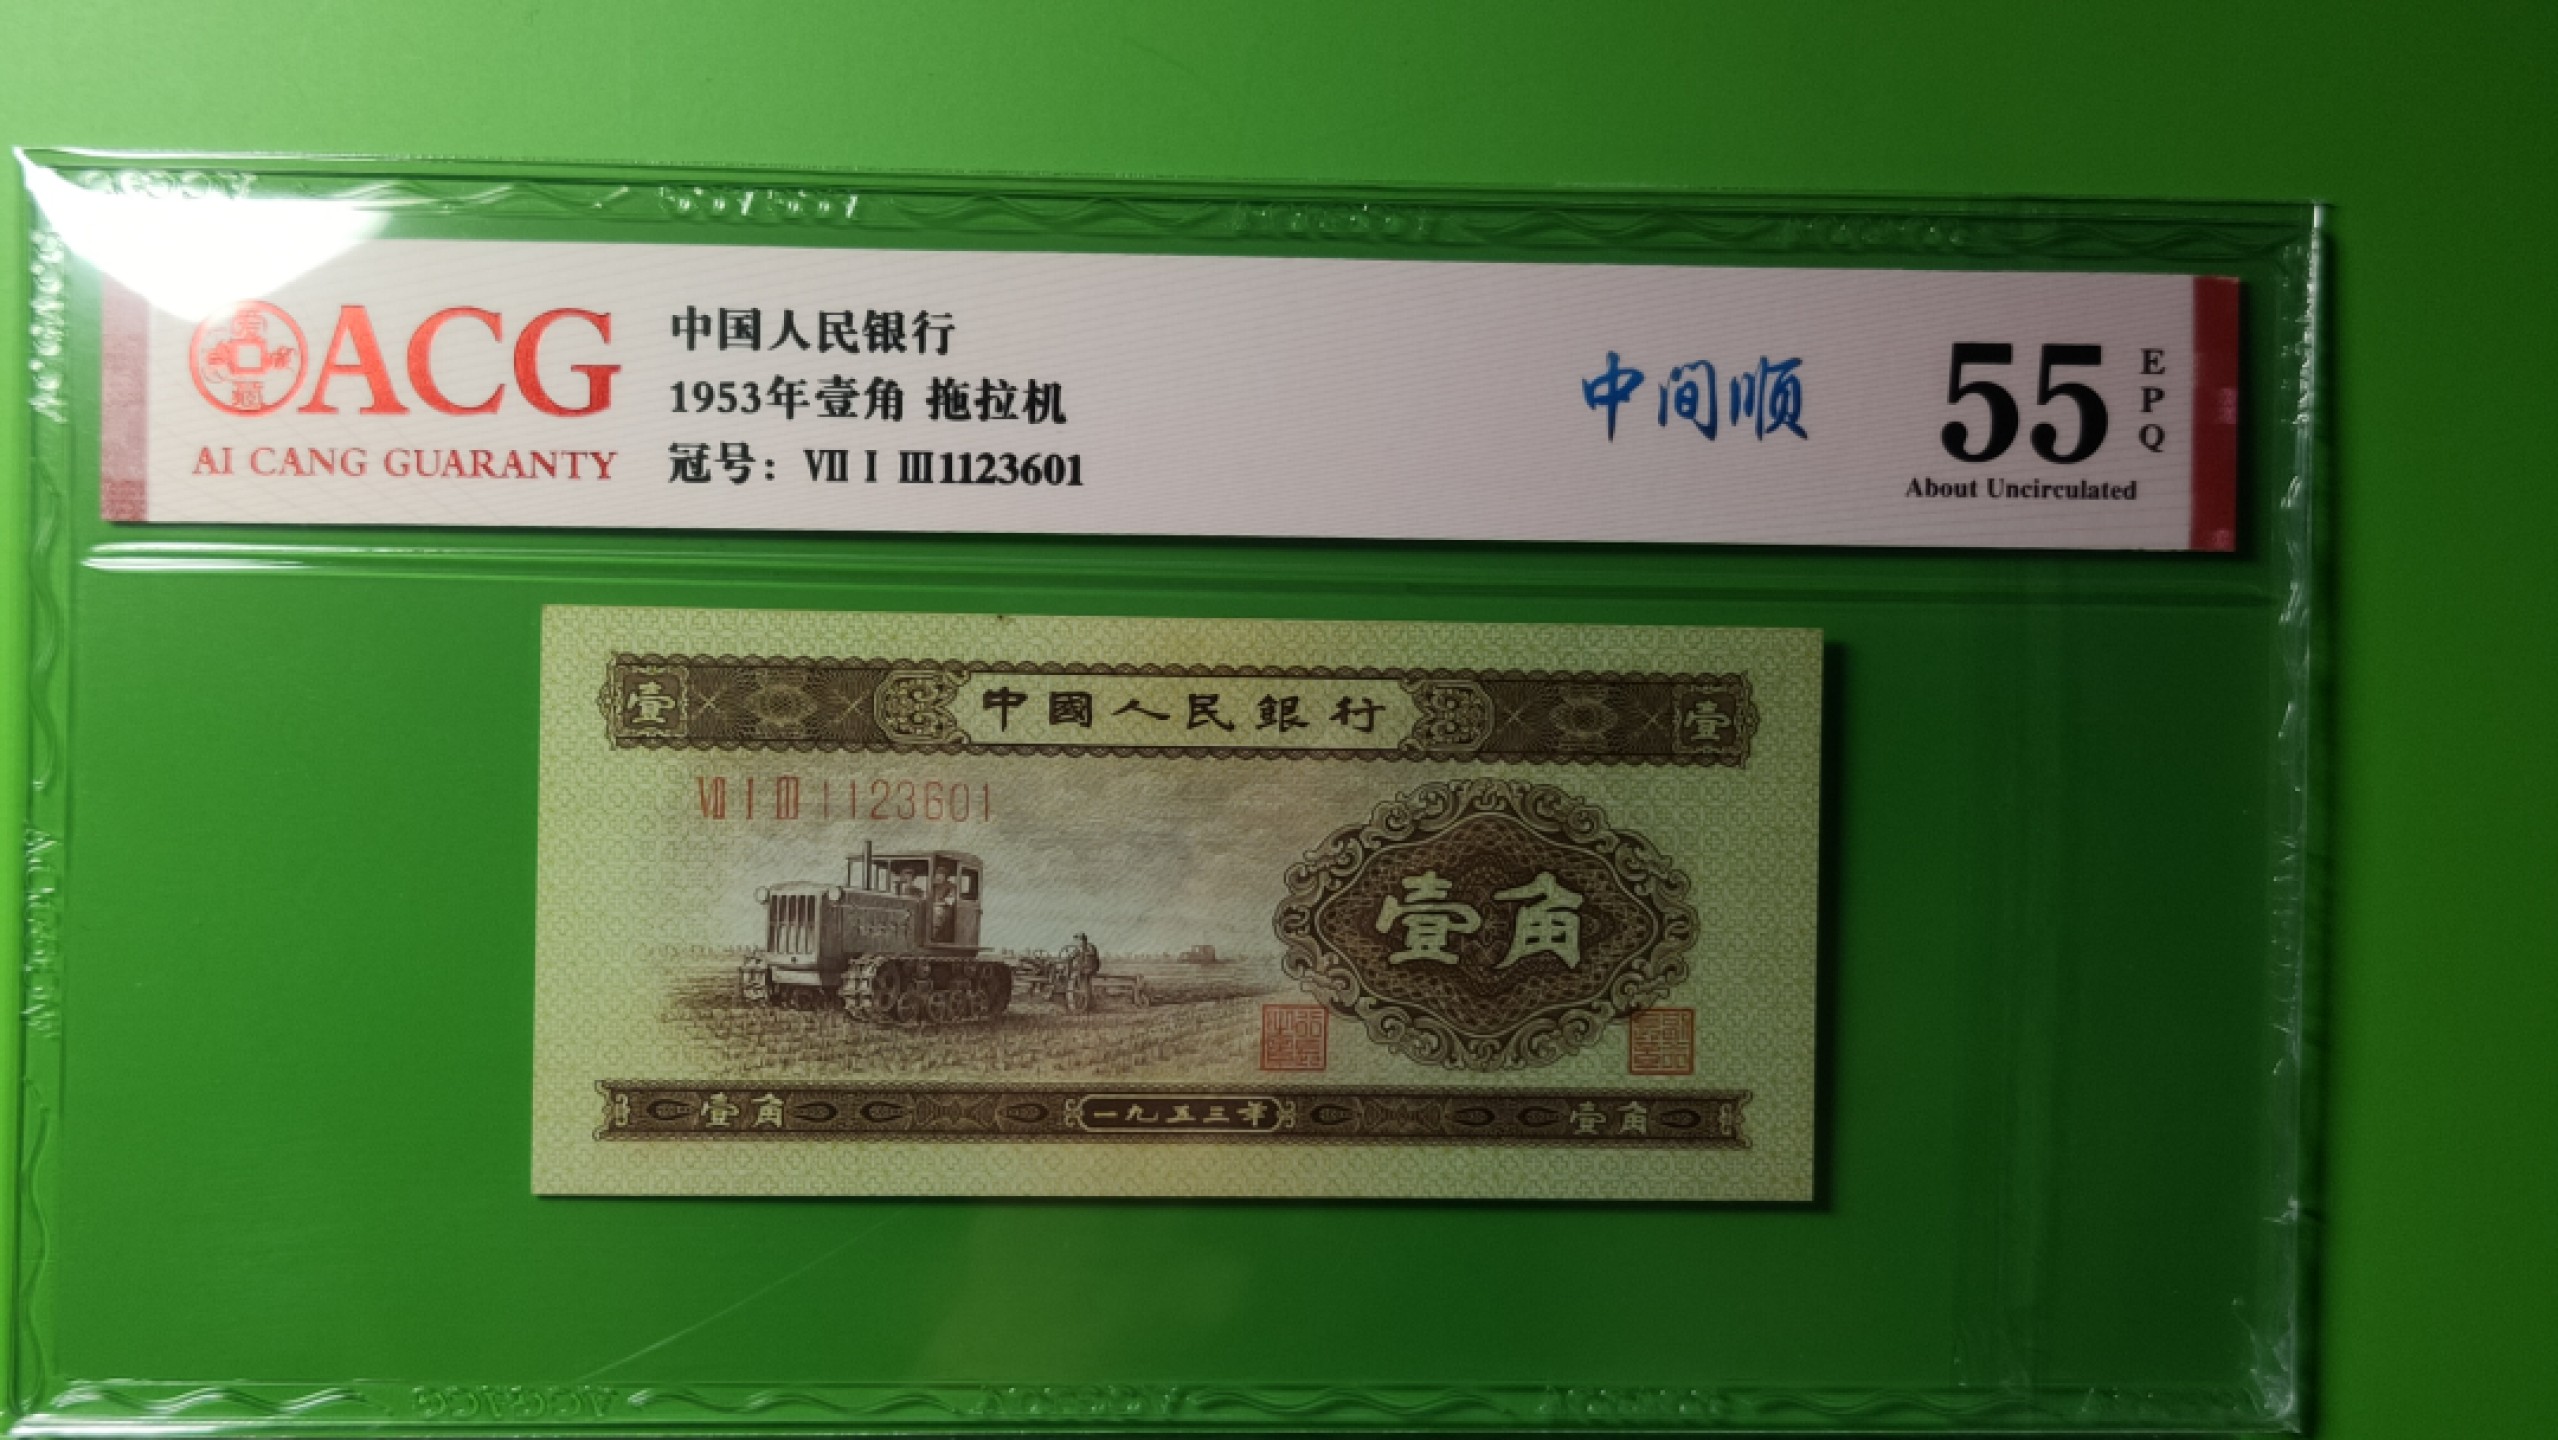 ACG
AI CANG GUARANTY
中国人民银行
1953年壹角 拖拉机
冠号：Ⅶ Ⅰ Ⅲ1123601
中间顺
55
EPQ
About Uncirculated
壹
中國人民銀行
壹
Ⅶ Ⅰ Ⅲ 1123601
壹角
壹角
一九五三年
壹角